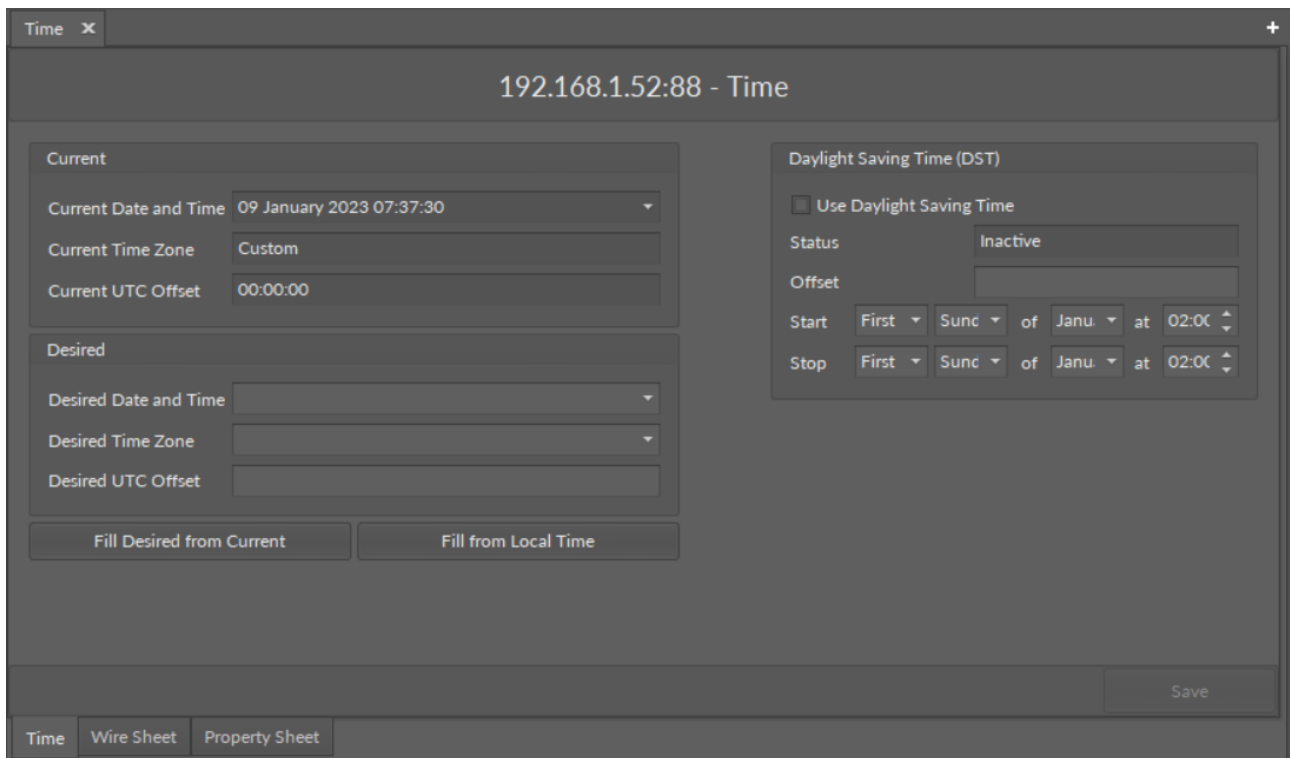 Time
192.168.1.52:88 - Time
Current
Current Date and Time 09 January 2023 07:37:30
Current Time Zone Custom
Current UTC Offset 00:00:00
Desired
Desired Date and Time
Desired Time Zone
Desired UTC Offset
Fill Desired from Current Fill from Local Time
Daylight Saving Time (DST)
Use Daylight Saving Time
Status Inactive
Offset
Start First Sund of Janu. at 02:00
Stop First Sund of Janu. at 02:00
Save
Time Wire Sheet Property Sheet